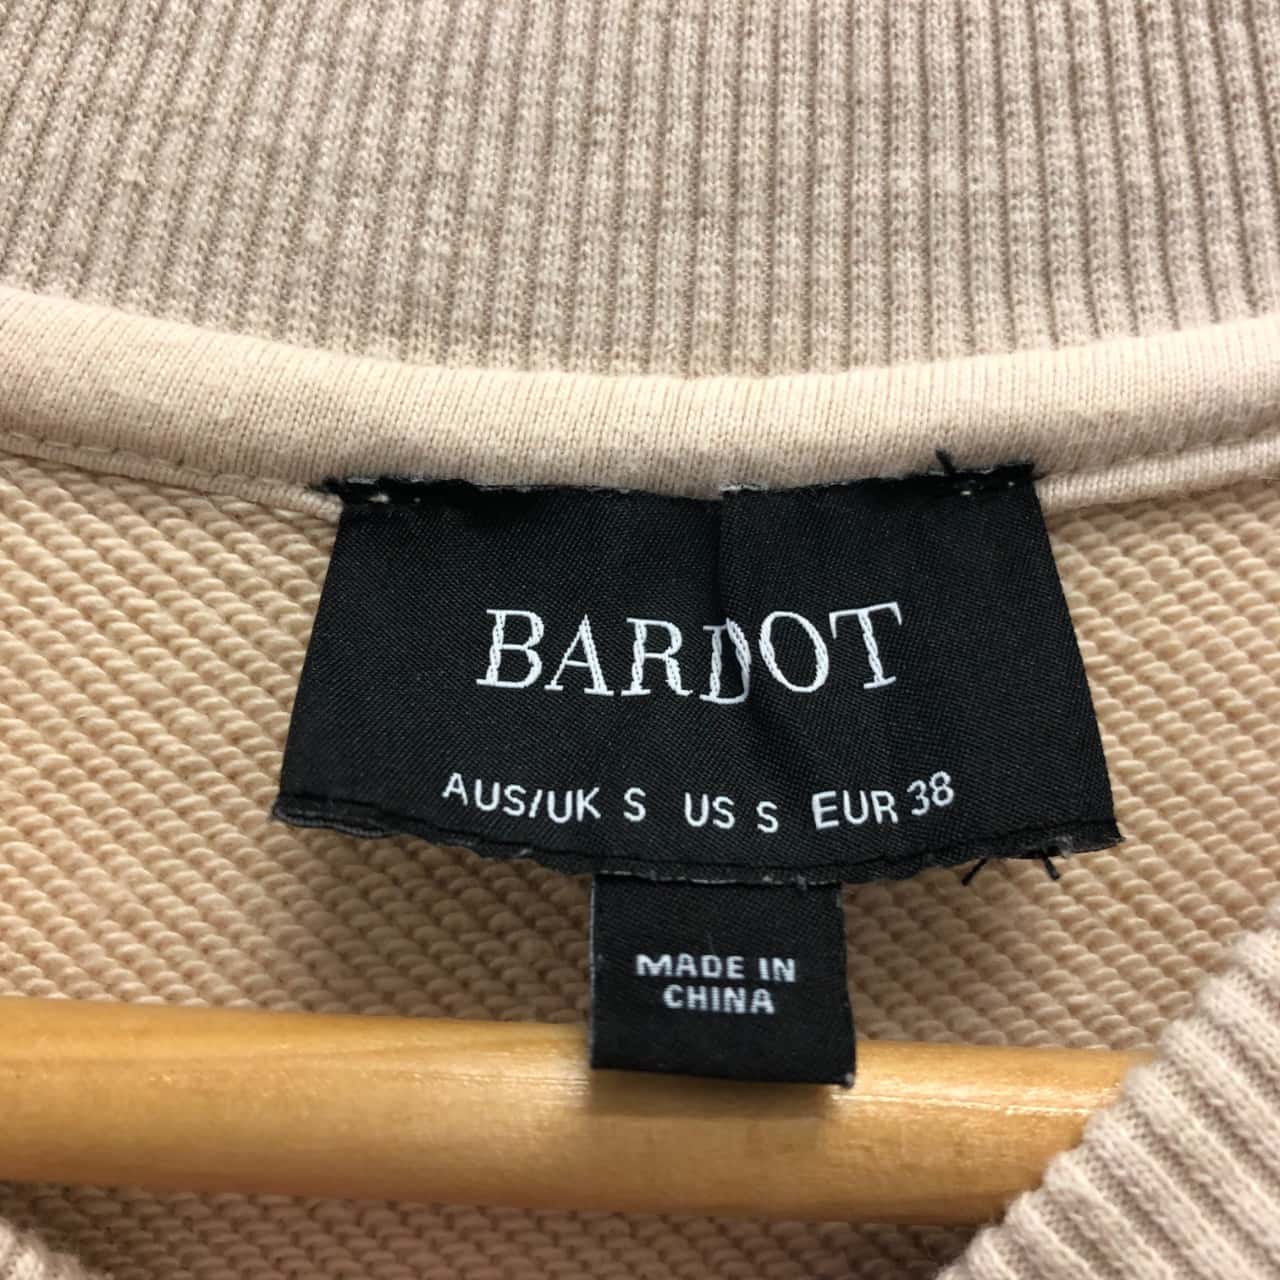 BARDOT
AUS/UK S US S EUR 38
MADE IN
CHINA